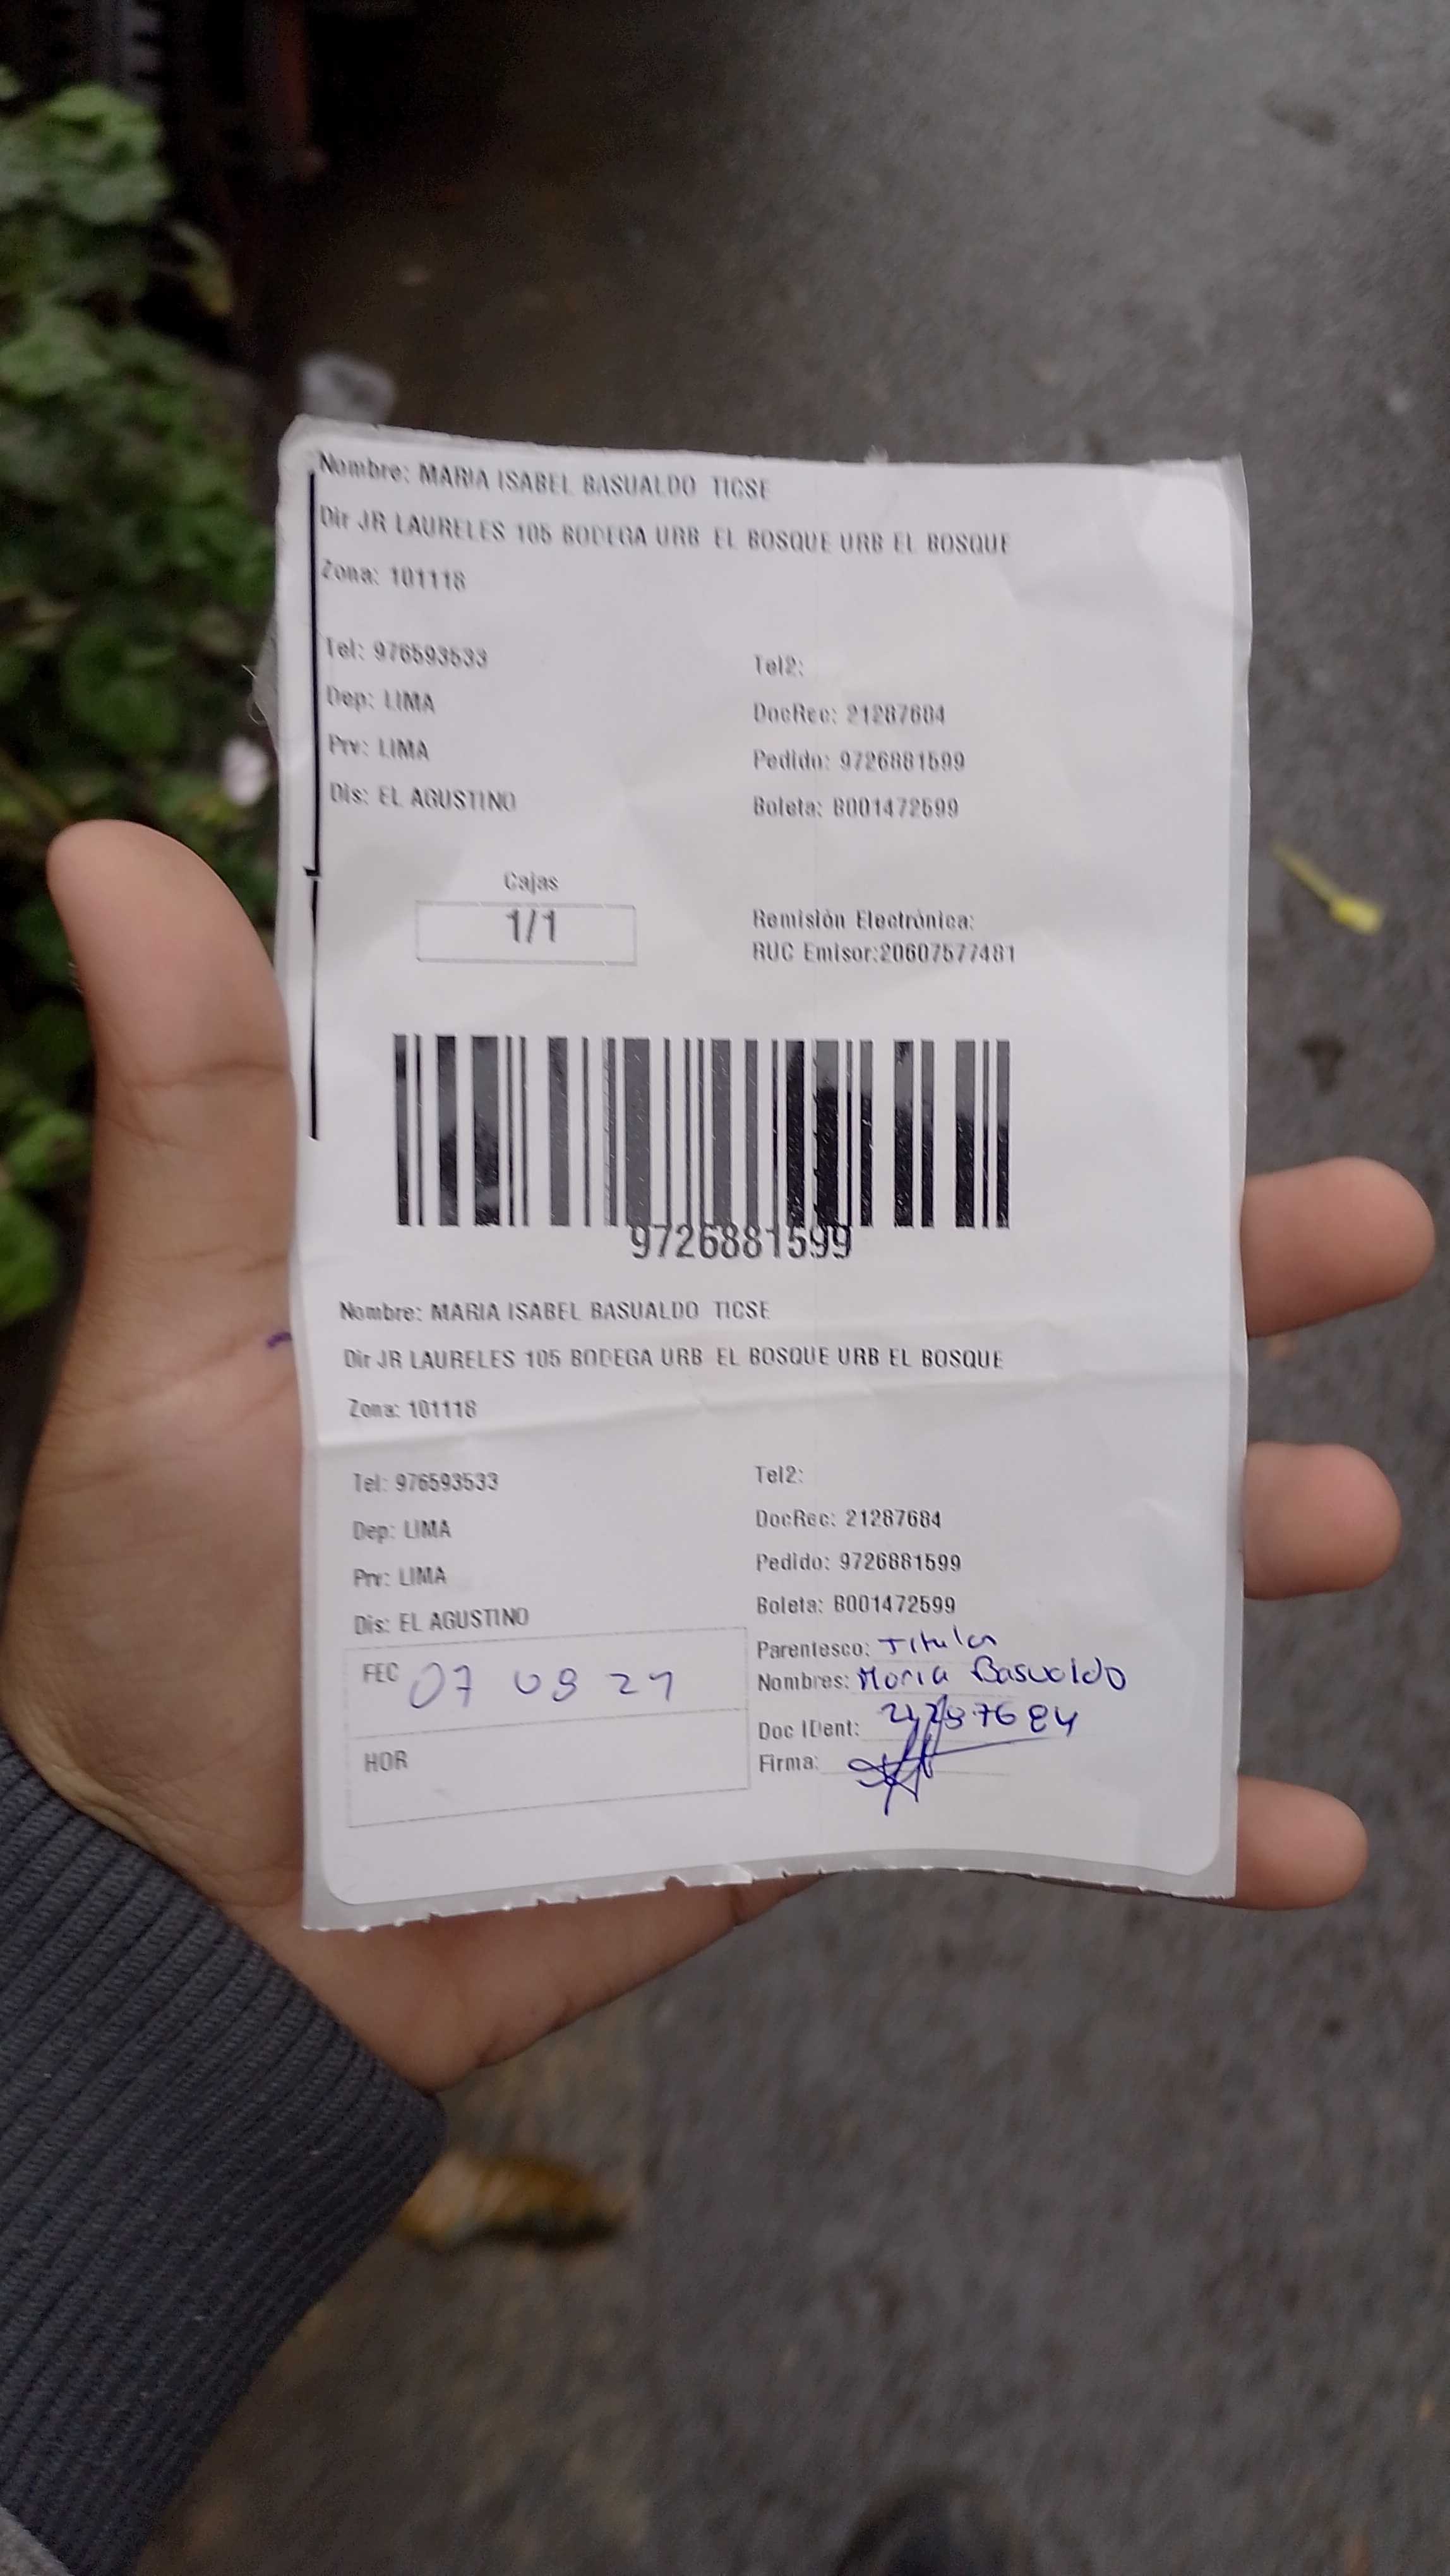 Nombre: MARIA ISABEL BASUALDO TICSE
Dir JR LAURELES 105 BODEGA URB EL BOSQUE URB EL BOSQUE
Zona: 101118
Tel: 976593533 Tel2:
Dep: LIMA DocRec: 21287684
Prv: LIMA Pedido: 9726881599
Dis: EL AGUSTINO Boleta: B001472599
Cajas
1/1
Remisión Electrónica:
RUC Emisor:20607577481
9726881599
Nombre: MARIA ISABEL BASUALDO TICSE
Dir JR LAURELES 105 BODEGA URB EL BOSQUE URB EL BOSQUE
Zona: 101118
Tel: 976593533 Tel2:
Dep: LIMA DocRec: 21287684
Prv: LIMA Pedido: 9726881599
Dis: EL AGUSTINO Boleta: B001472599
Parentesco: Titular
FEC 07 Nombres: Maria Basualdo
Doc IDent: 21287684
HOR Firma: